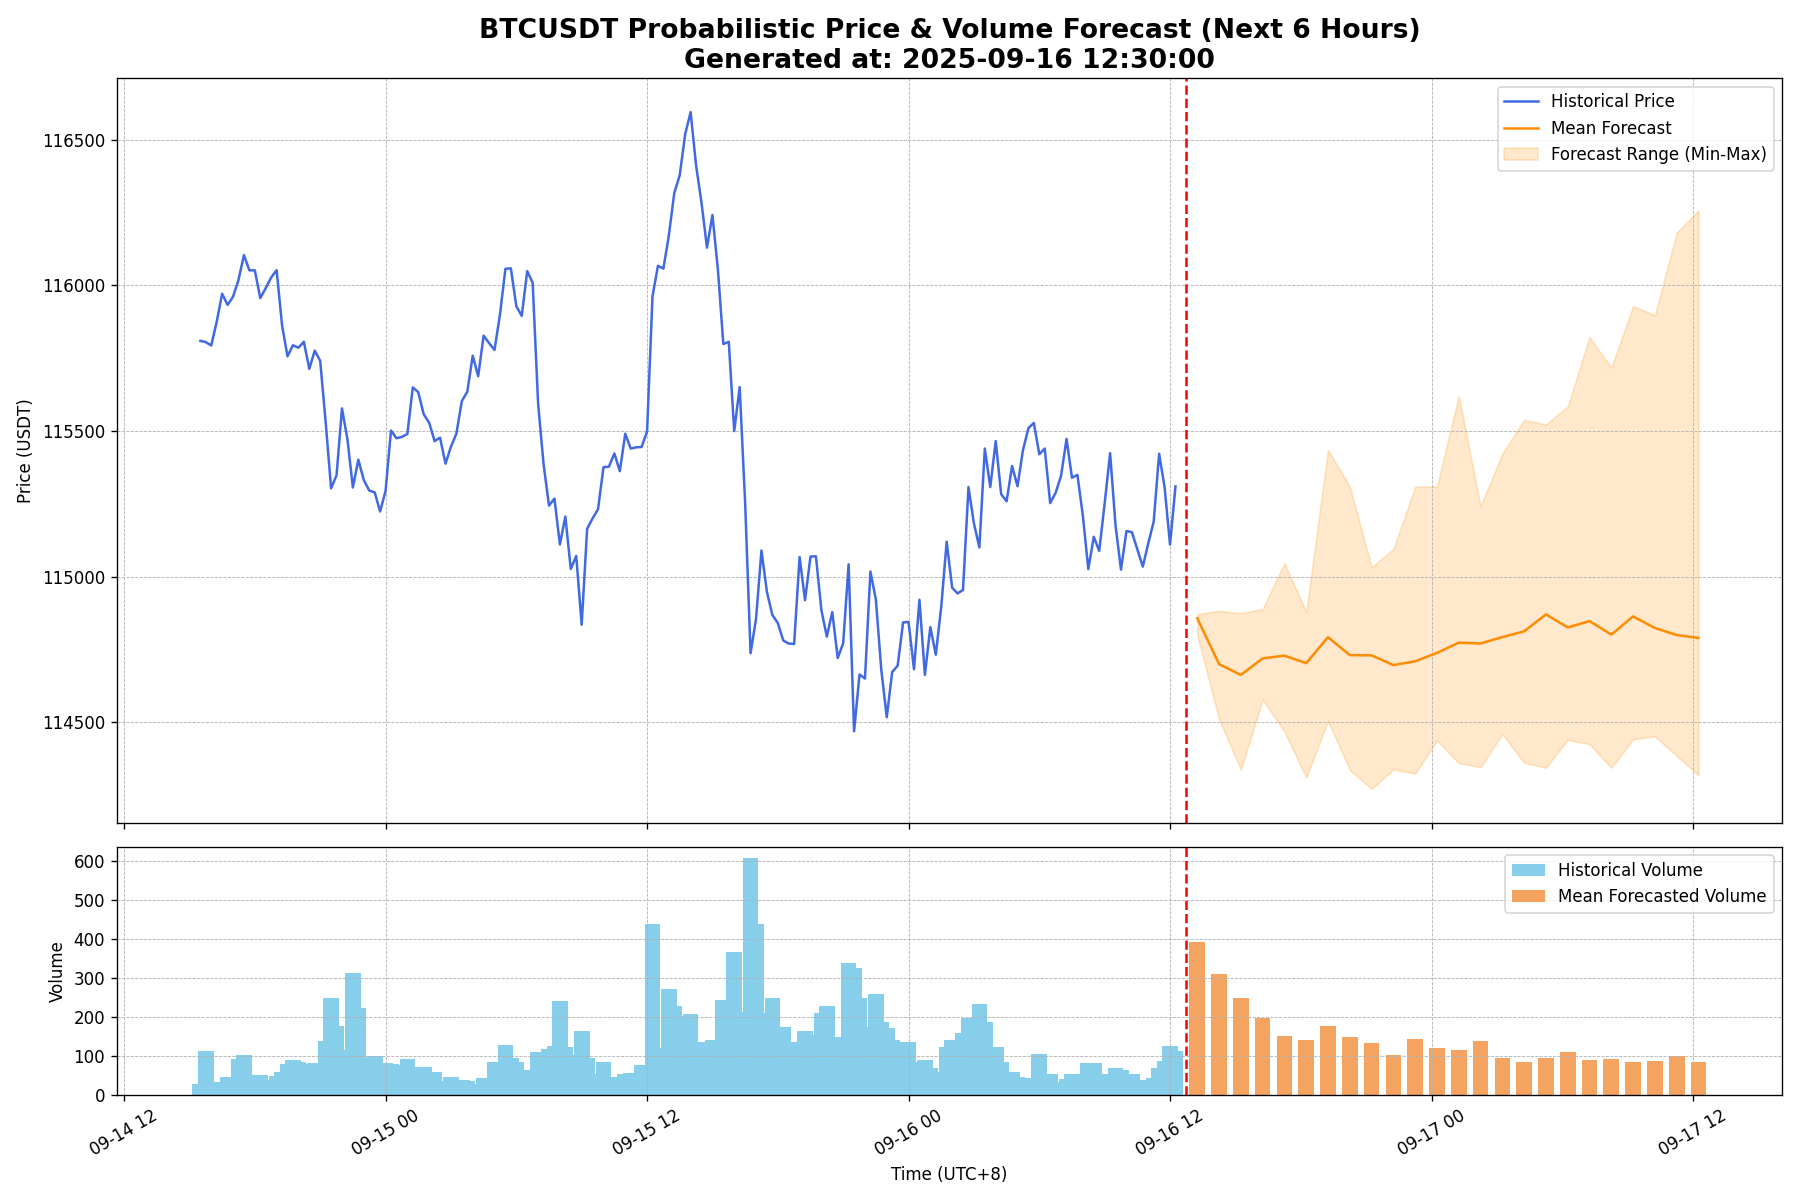 BTCUSDT Probabilistic Price & Volume Forecast (Next 6 Hours)
Generated at: 2025-09-16 12:30:00
Historical Price
Mean Forecast
Forecast Range (Min-Max)
116500
116000
115500
115000
114500
Price (USDT)
Historical Volume
Mean Forecasted Volume
600
500
400
300
200
100
0
Volume
09-14 12
09-15 00
09-15 12
09-16 00
09-16 12
09-17 00
09-17 12
Time (UTC+8)